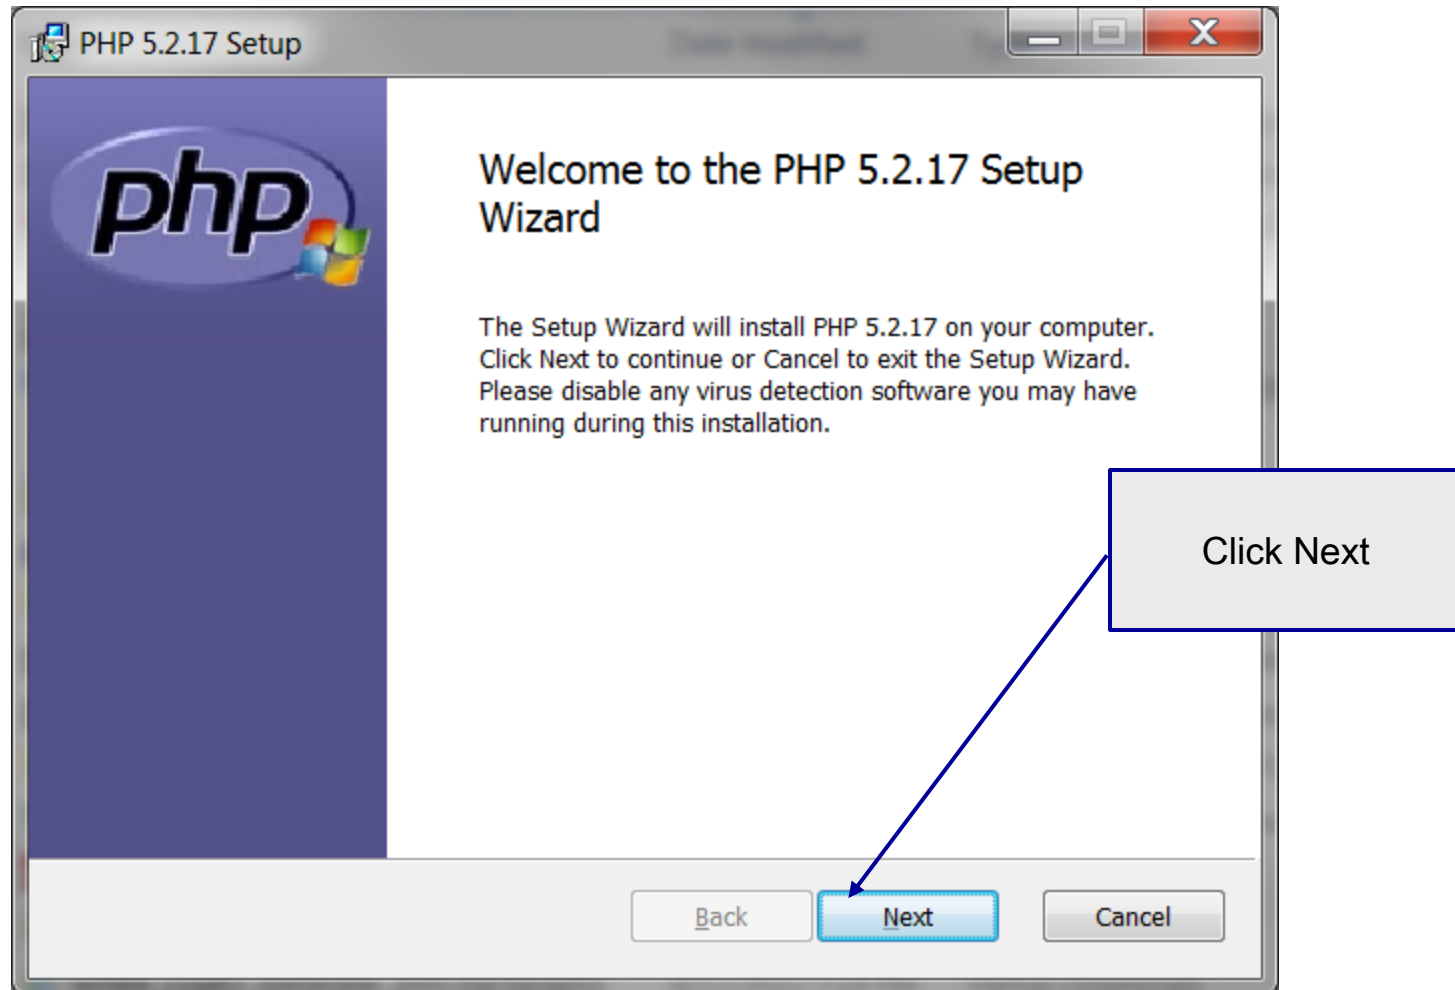 PHP 5.2.17 Setup
php
Welcome to the PHP 5.2.17 Setup
Wizard
The Setup Wizard will install PHP 5.2.17 on your computer.
Click Next to continue or Cancel to exit the Setup Wizard.
Please disable any virus detection software you may have
running during this installation.
Click Next
Back
Next
Cancel